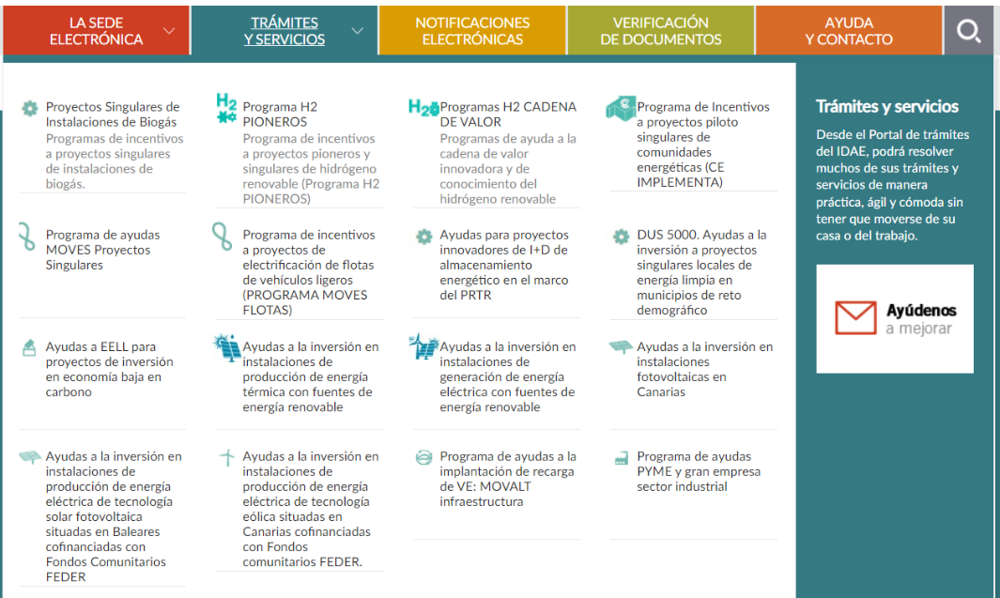 LA SEDE
ELECTRÓNICA
TRÁMITES
Y SERVICIOS
NOTIFICACIONES
ELECTRÓNICAS
VERIFICACIÓN
DE DOCUMENTOS
AYUDA
Y CONTACTO
Proyectos Singulares de
Instalaciones de Biogás
Programas de incentivos
a proyectos singulares
de instalaciones de
biogás.
H2
Programa H2
PIONEROS
Programa de incentivos
a proyectos pioneros y
singulares de hidrógeno
renovable (Programa H2
PIONEROS)
H2
Programas H2 CADENA
DE VALOR
Programas de ayuda a la
cadena de valor
innovadora y de
conocimiento del
hidrógeno renovable
Programa de Incentivos
a proyectos piloto
singulares de
comunidades
energéticas (CE
IMPLEMENTA)
Programa de ayudas
MOVES Proyectos
Singulares
Programa de incentivos
a proyectos de
electrificación de flotas
de vehículos ligeros
(PROGRAMA MOVES
FLOTAS)
Ayudas para proyectos
innovadores de I+D de
almacenamiento
energético en el marco
del PRTR
DUS 5000. Ayudas a la
inversión a proyectos
singulares locales de
energía limpia en
municipios de reto
demográfico
Ayudas a EELL para
proyectos de inversión
en economía baja en
carbono
Ayudas a la inversión en
instalaciones de
producción de energía
térmica con fuentes de
energía renovable
Ayudas a la inversión en
instalaciones de
generación de energía
eléctrica con fuentes de
energía renovable
Ayudas a la inversión en
instalaciones
fotovoltaicas en
Canarias
Ayudas a la inversión en
instalaciones de
producción de energía
eléctrica de tecnología
solar fotovoltaica
situadas en Baleares
cofinanciadas con
Fondos Comunitarios
FEDER
Ayudas a la inversión en
instalaciones de
producción de energía
eléctrica de tecnología
eólica situadas en
Canarias cofinanciadas
con Fondos
comunitarios FEDER.
Programa de ayudas a la
implantación de recarga
de VE: MOVALT
infraestructura
Programa de ayudas
PYME y gran empresa
sector industrial
Trámites y servicios
Desde el Portal de trámites
del IDAE, podrá resolver
muchos de sus trámites y
servicios de manera
práctica, ágil y cómoda sin
tener que moverse de su
casa o del trabajo.
Ayúdenos
a mejorar